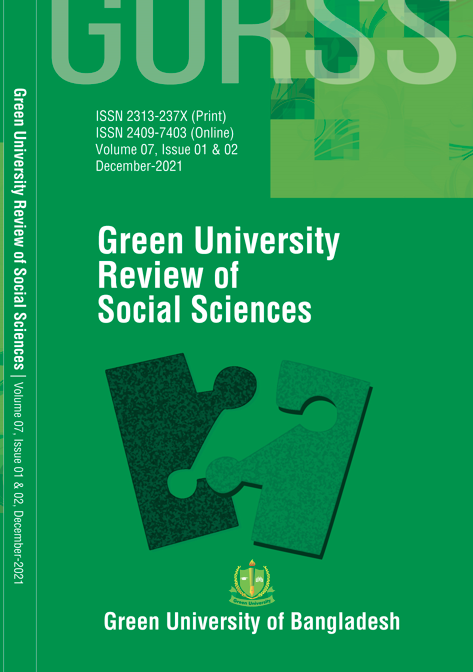 GURSS
ISSN 2313-237X (Print)
ISSN 2409-7403 (Online)
Volume 07, Issue 01 & 02
December-2021
Green University
Review of
Social Sciences
Green University
Green University of Bangladesh
Green University Review of Social Sciences | Volume 07, Issue 01 & 02, December-2021